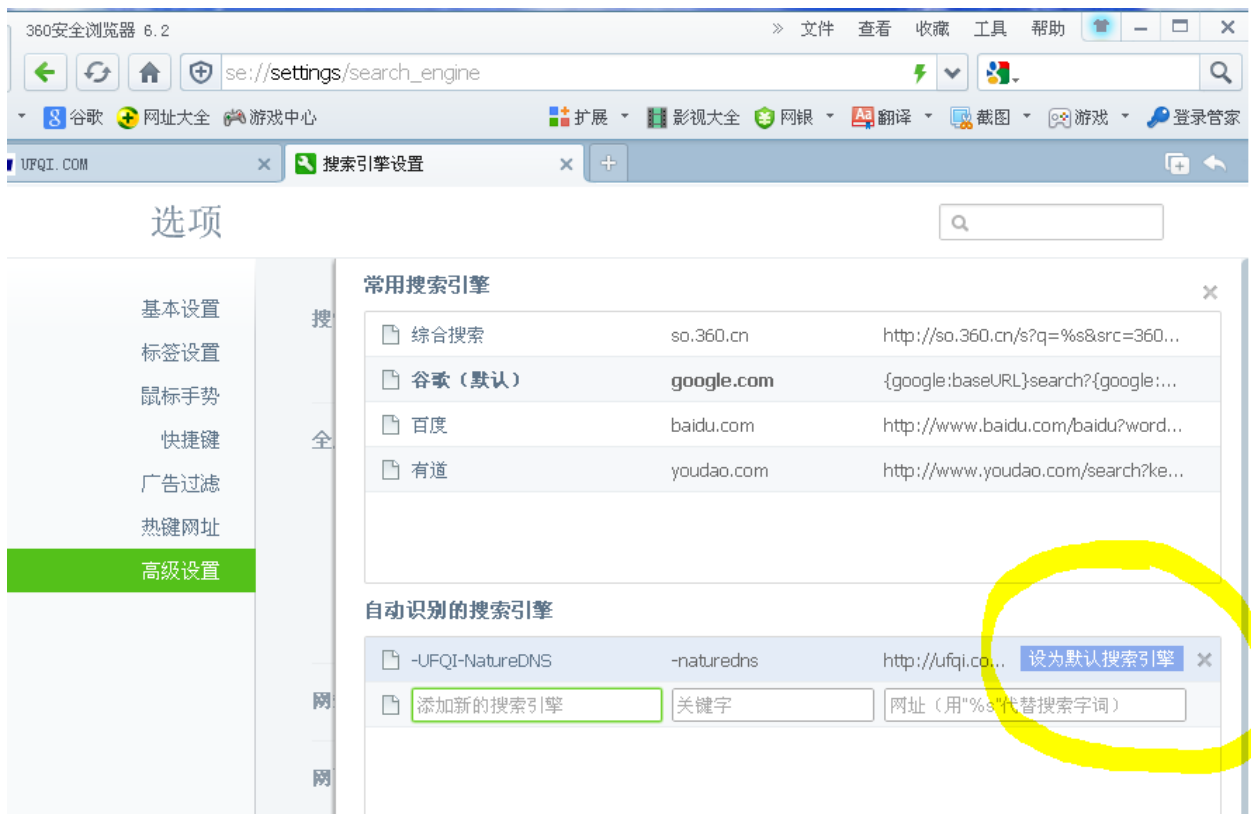 360安全浏览器 6.2 » 文件 查看 收藏 工具 帮助
se://settings/search_engine
谷歌 网址大全 游戏中心 扩展 影视大全 网银 翻译 截图 游戏 登录管家
UFQI.COM 搜索引擎设置
选项
基本设置
标签设置
鼠标手势
快捷键
广告过滤
热键网址
高级设置
搜
全
网
网
常用搜索引擎
综合搜索 so.360.cn http://so.360.cn/s?q=%s&src=360...
谷歌（默认） google.com {google:baseURL}search?{google:...
百度 baidu.com http://www.baidu.com/baidu?word...
有道 youdao.com http://www.youdao.com/search?ke...
自动识别的搜索引擎
-UFQI-NatureDNS -naturedns http://ufqi.co... 设为默认搜索引擎
添加新的搜索引擎 关键字 网址（用"%s"代替搜索字词）